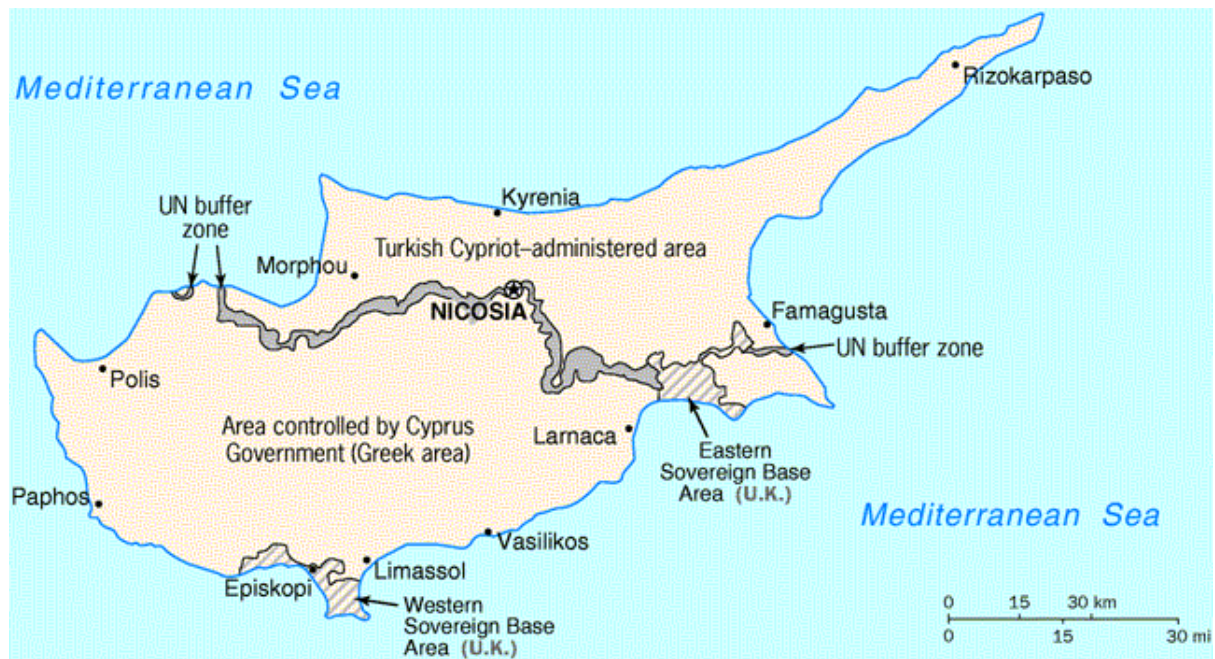 Mediterranean Sea
Rizokarpaso
UN buffer
zone
Kyrenia
Turkish Cypriot–administered area
Morphou
NICOSIA
Famagusta
UN buffer zone
Polis
Area controlled by Cyprus
Government (Greek area)
Larnaca
Eastern
Sovereign Base
Area (U.K.)
Paphos
Mediterranean Sea
Vasilikos
Limassol
Episkopi
Western
Sovereign Base
Area (U.K.)
0 15 30 km
0 15 30 mi